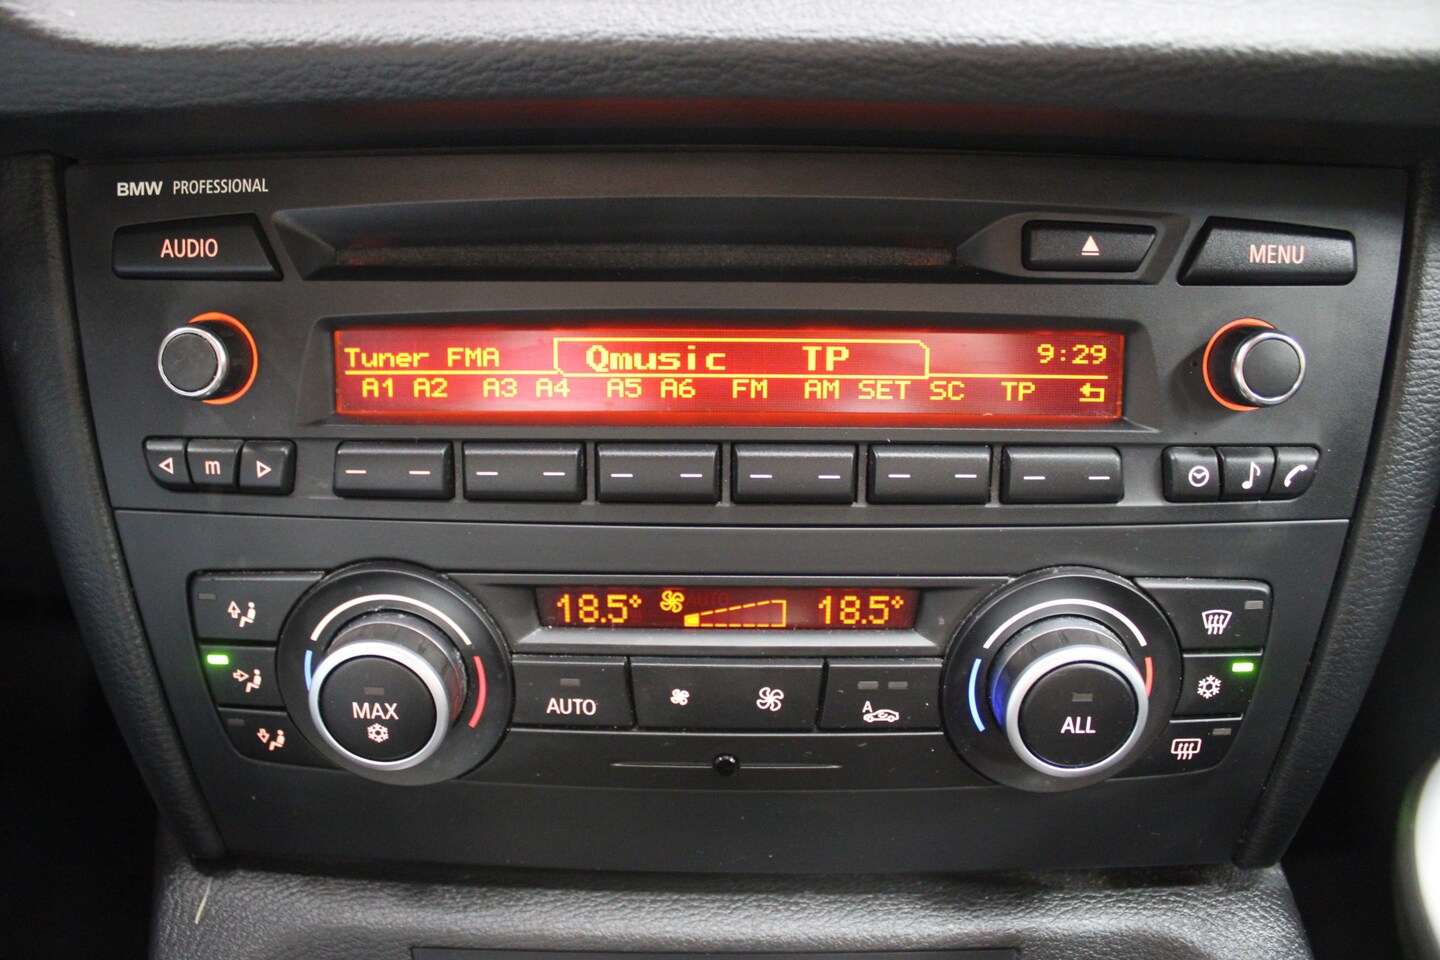 BMW PROFESSIONAL
AUDIO
MENU
Tuner FMA Qmusic TP 9:29
A1 A2 A3 A4 A5 A6 FM AM SET SC TP
m
18.5° AUTO 18.5°
AUTO
A
MAX
ALL